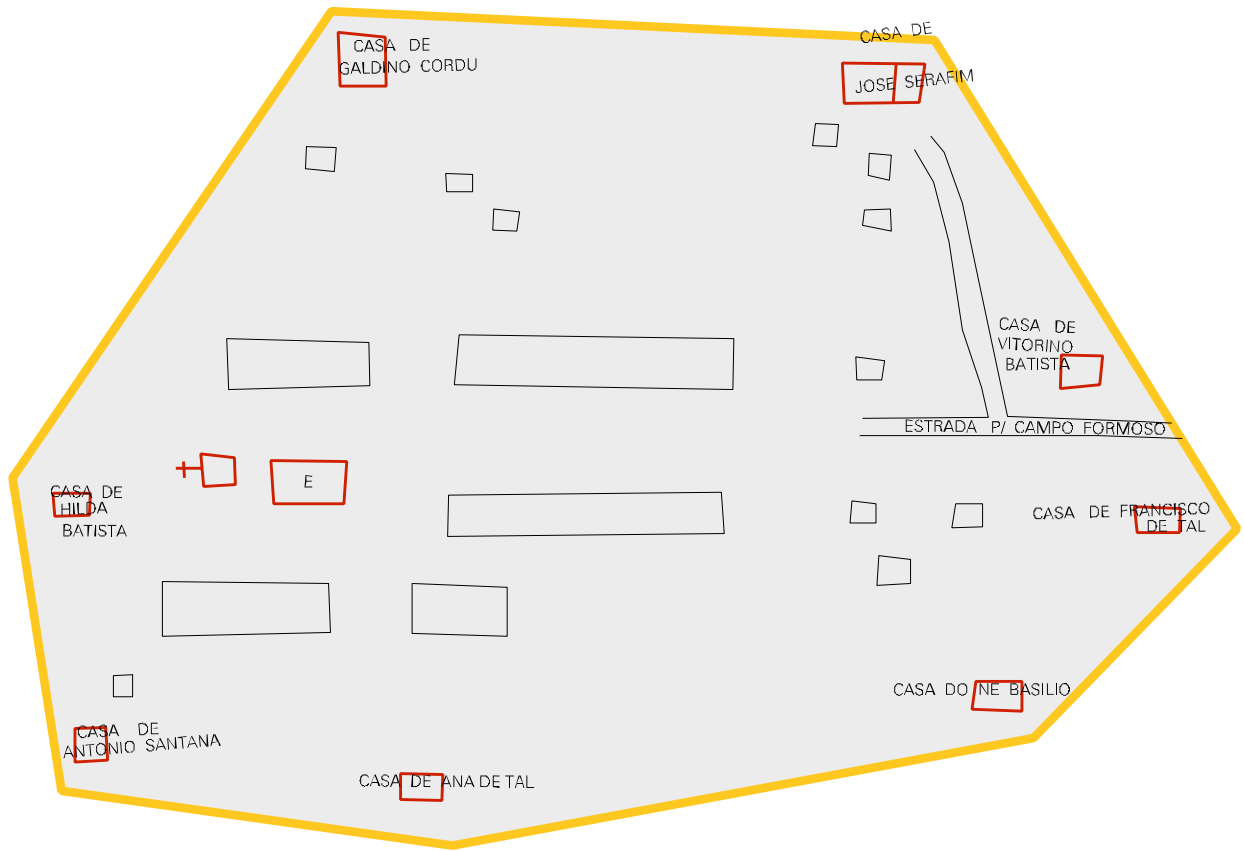 CASA DE
GALDINO CORDU
CASA DE
JOSE SERAFIM
CASA DE
VITORINO
BATISTA
ESTRADA P/ CAMPO FORMOSO
E
CASA DE
HILDA
BATISTA
CASA DE FRANCISCO
DE TAL
CASA DO NE BASILIO
CASA DE
ANTONIO SANTANA
CASA DE ANA DE TAL